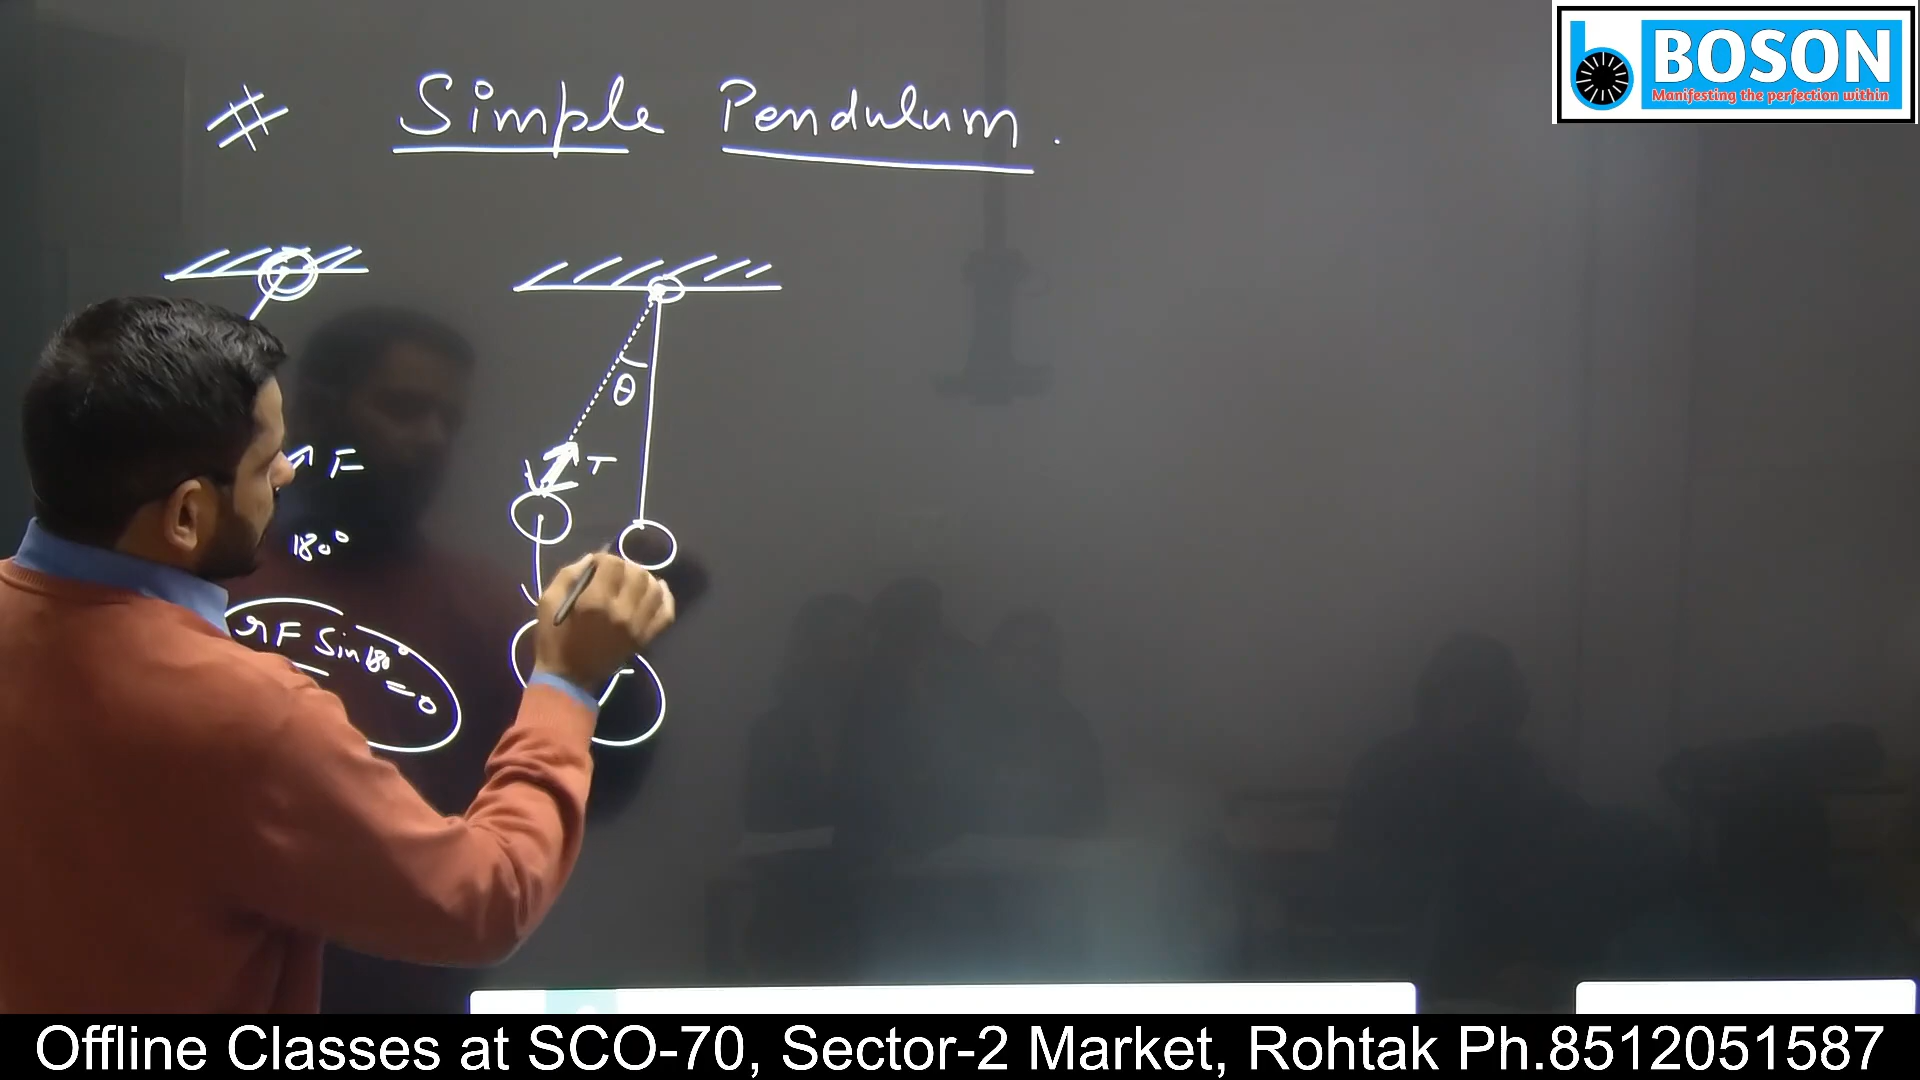 BOSON
Manifesting the perfection within
# Simple Pendulum.
θ
T
F
180°
rF Sin180°
= 0
Offline Classes at SCO-70, Sector-2 Market, Rohtak Ph.8512051587